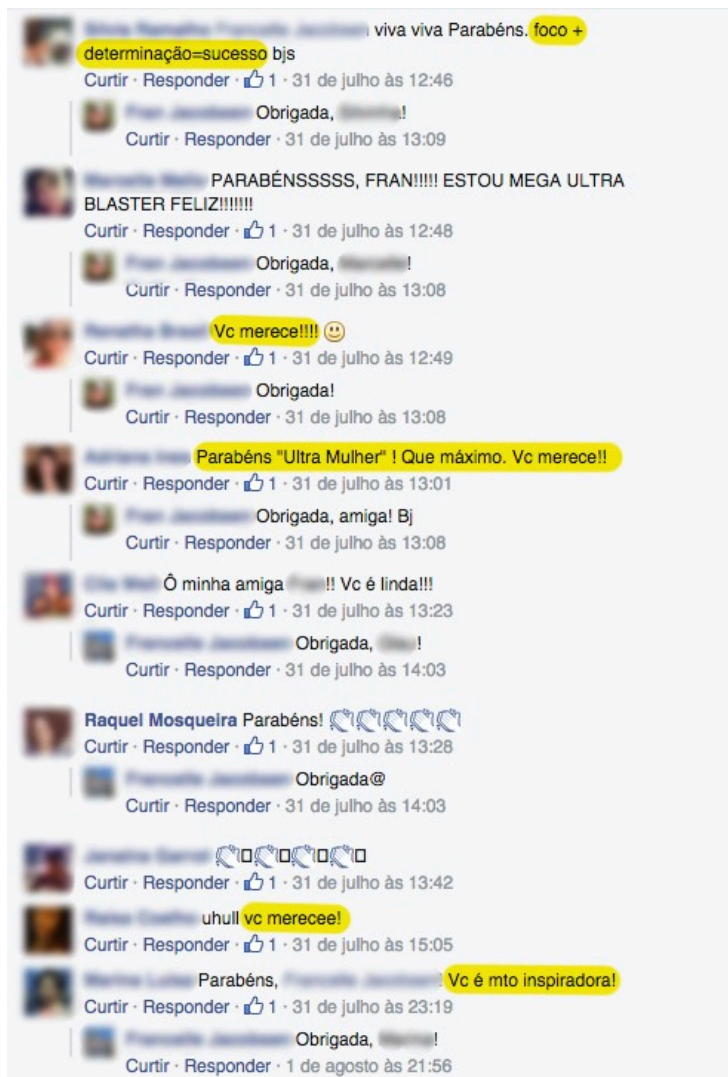 viva viva Parabéns. foco +
determinação=sucesso bjs
Curtir · Responder · 1 · 31 de julho às 12:46
Obrigada, !
Curtir · Responder · 31 de julho às 13:09
PARABÉNSSSSS, FRAN!!!!! ESTOU MEGA ULTRA
BLASTER FELIZ!!!!!!!
Curtir · Responder · 1 · 31 de julho às 12:48
Obrigada, !
Curtir · Responder · 31 de julho às 13:08
Vc merece!!!!
Curtir · Responder · 1 · 31 de julho às 12:49
Obrigada!
Curtir · Responder · 31 de julho às 13:08
Parabéns "Ultra Mulher" ! Que máximo. Vc merece!!
Curtir · Responder · 1 · 31 de julho às 13:01
Obrigada, amiga! Bj
Curtir · Responder · 31 de julho às 13:08
Ô minha amiga !! Vc é linda!!!
Curtir · Responder · 1 · 31 de julho às 13:23
Obrigada, !
Curtir · Responder · 31 de julho às 14:03
Raquel Mosqueira Parabéns!
Curtir · Responder · 1 · 31 de julho às 13:28
Obrigada@
Curtir · Responder · 31 de julho às 14:03
Curtir · Responder · 1 · 31 de julho às 13:42
uhull vc merecee!
Curtir · Responder · 1 · 31 de julho às 15:05
Parabéns, ! Vc é mto inspiradora!
Curtir · Responder · 1 · 31 de julho às 23:19
Obrigada, !
Curtir · Responder · 1 de agosto às 21:56